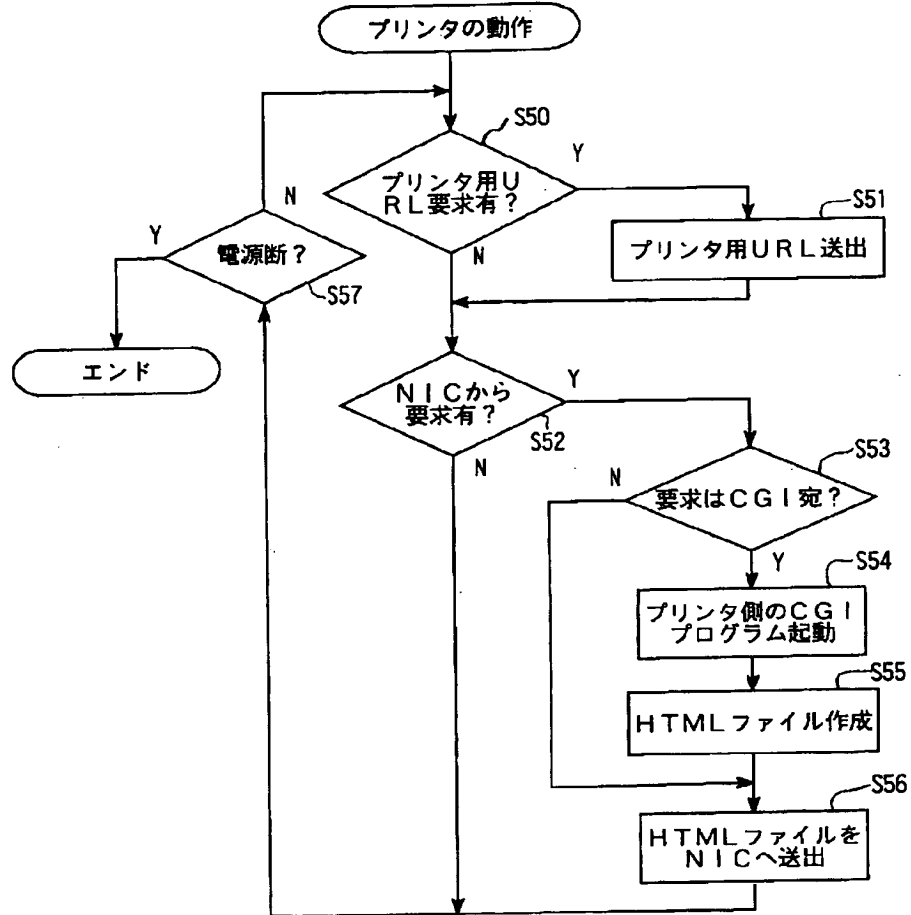 プリンタの動作
S50
Y
プリンタ用U
RL要求有？
N
S51
プリンタ用URL送出
N
Y
電源断？
S57
エンド
NICから
要求有？
Y
S52
N
S53
N
要求はCGI宛？
Y
S54
プリンタ側のCGI
プログラム起動
S55
HTMLファイル作成
S56
HTMLファイルを
NICへ送出